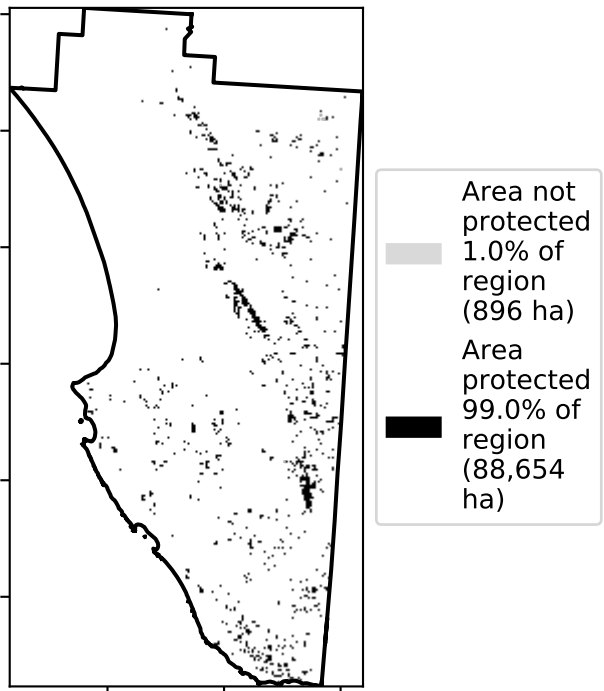 Area not
protected
1.0% of
region
(896 ha)
Area
protected
99.0% of
region
(88,654
ha)